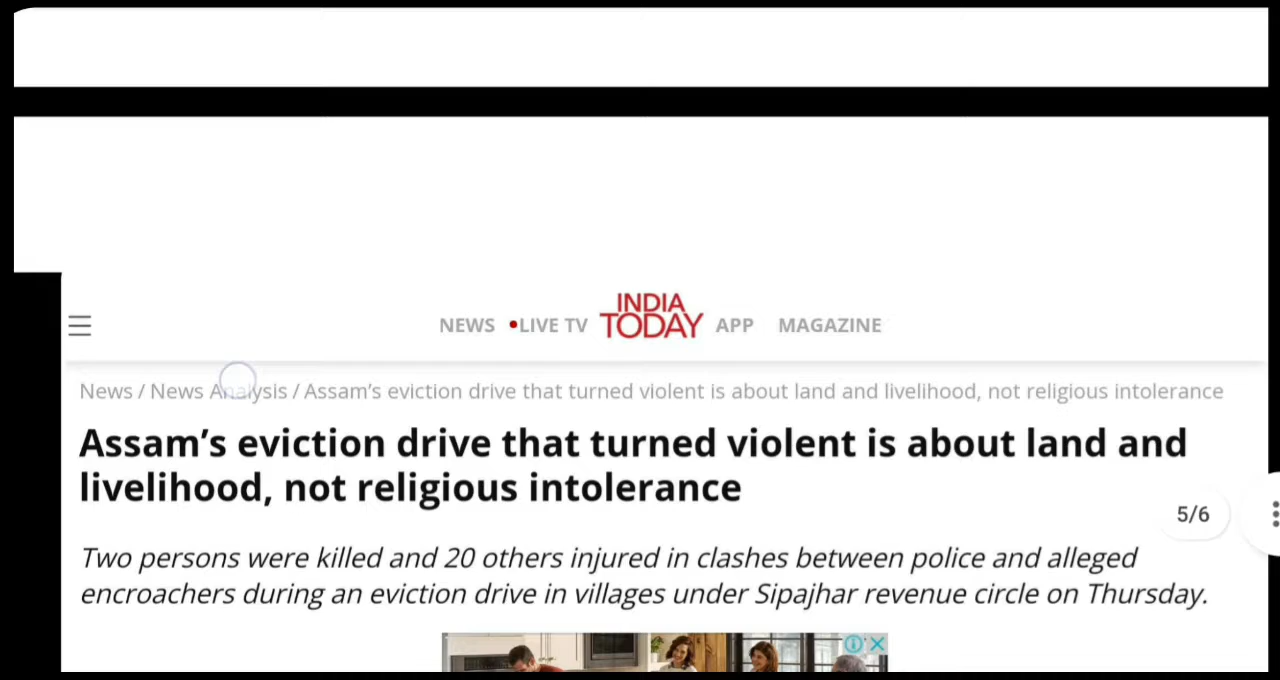 NEWS •LIVE TV INDIA TODAY APP MAGAZINE
News / News Analysis / Assam’s eviction drive that turned violent is about land and livelihood, not religious intolerance
Assam’s eviction drive that turned violent is about land and
livelihood, not religious intolerance
5/6
Two persons were killed and 20 others injured in clashes between police and alleged
encroachers during an eviction drive in villages under Sipajhar revenue circle on Thursday.